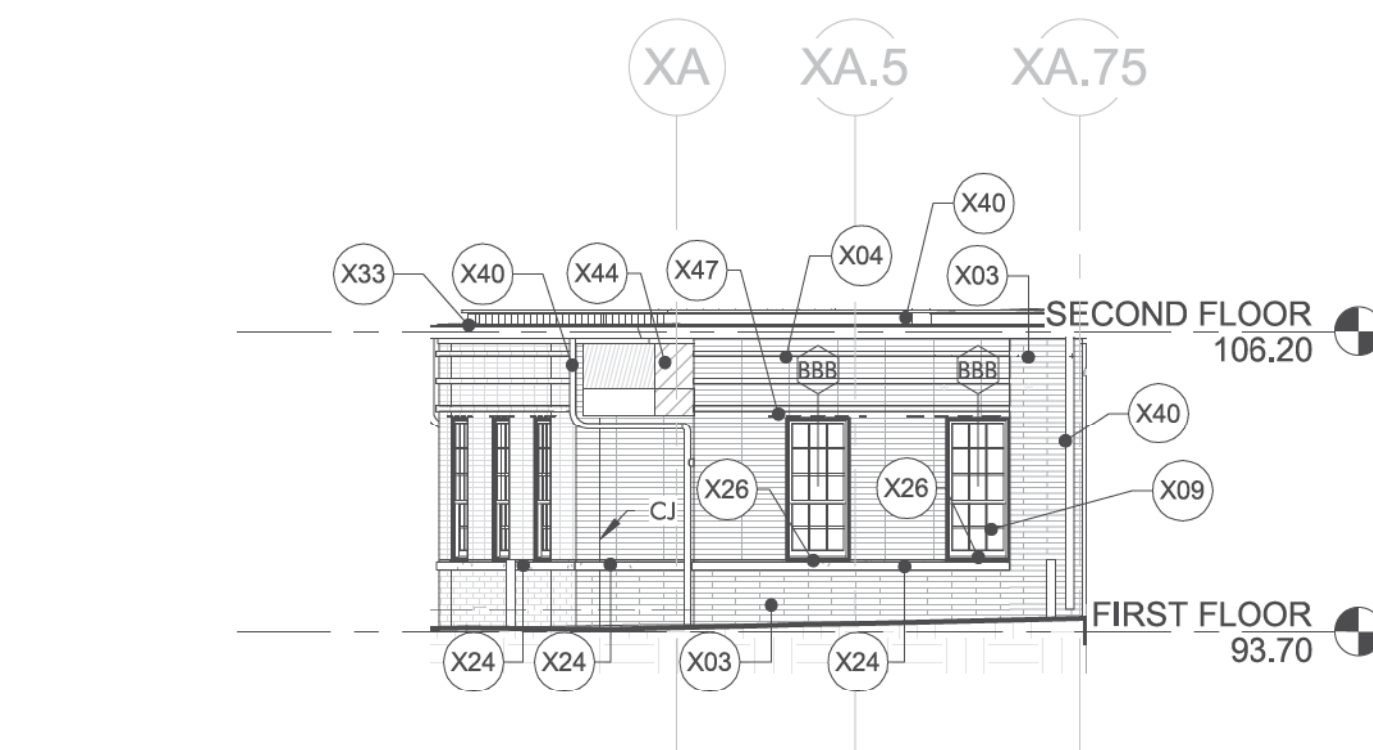 XA
XA.5
XA.75
X40
X33
X40
X44
X47
X04
X03
SECOND FLOOR
106.20
BBB
BBB
X40
X26
X26
X09
CJ
FIRST FLOOR
93.70
X24
X24
X03
X24